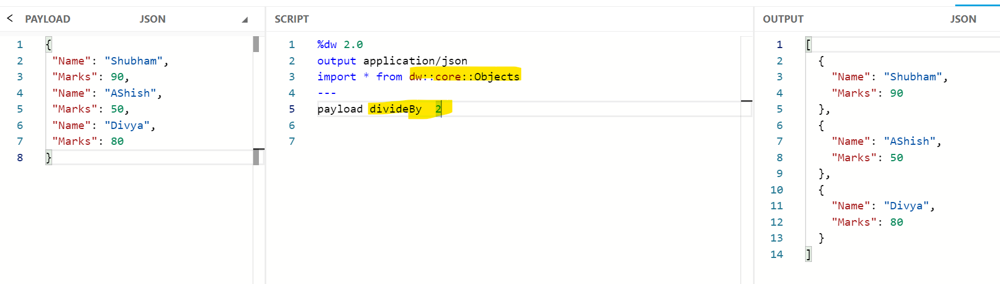 < PAYLOAD JSON
1 {
2 "Name": "Shubham",
3 "Marks": 90,
4 "Name": "AShish",
5 "Marks": 50,
6 "Name": "Divya",
7 "Marks": 80
8 }
SCRIPT
1 %dw 2.0
2 output application/json
3 import * from dw::core::Objects
4 ---
5 payload divideBy  2
6
7
OUTPUT JSON
1 [
2 {
3 "Name": "Shubham",
4 "Marks": 90
5 },
6 {
7 "Name": "AShish",
8 "Marks": 50
9 },
10 {
11 "Name": "Divya",
12 "Marks": 80
13 }
14 ]